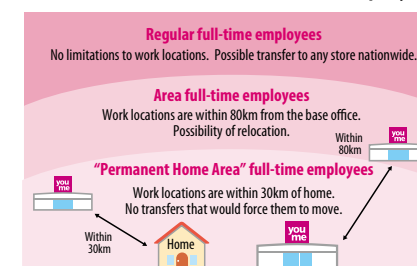 Regular full-time employees
No limitations to work locations. Possible transfer to any store nationwide.
Area full-time employees
Work locations are within 80km from the base office.
Possibility of relocation.
Within
80km
you
me
"Permanent Home Area" full-time employees
you
me
Work locations are within 30km of home.
No transfers that would force them to move.
Within
30km
Home
you
me